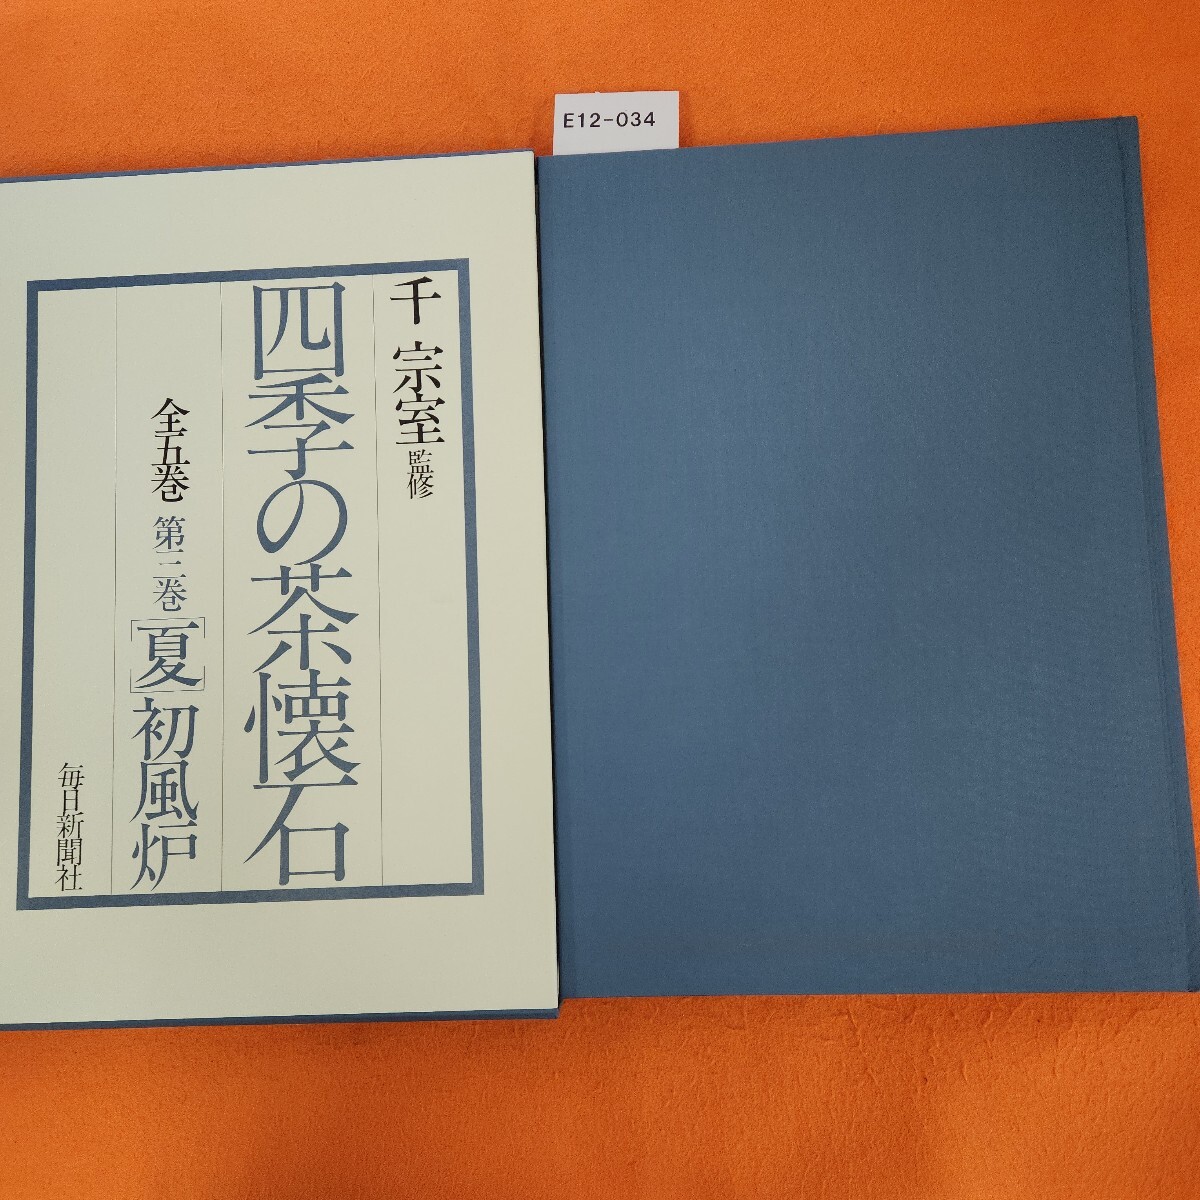 E12-034
千 宗室 監修
四季の茶懐石
全五巻 第三巻 [夏] 初風炉
毎日新聞社